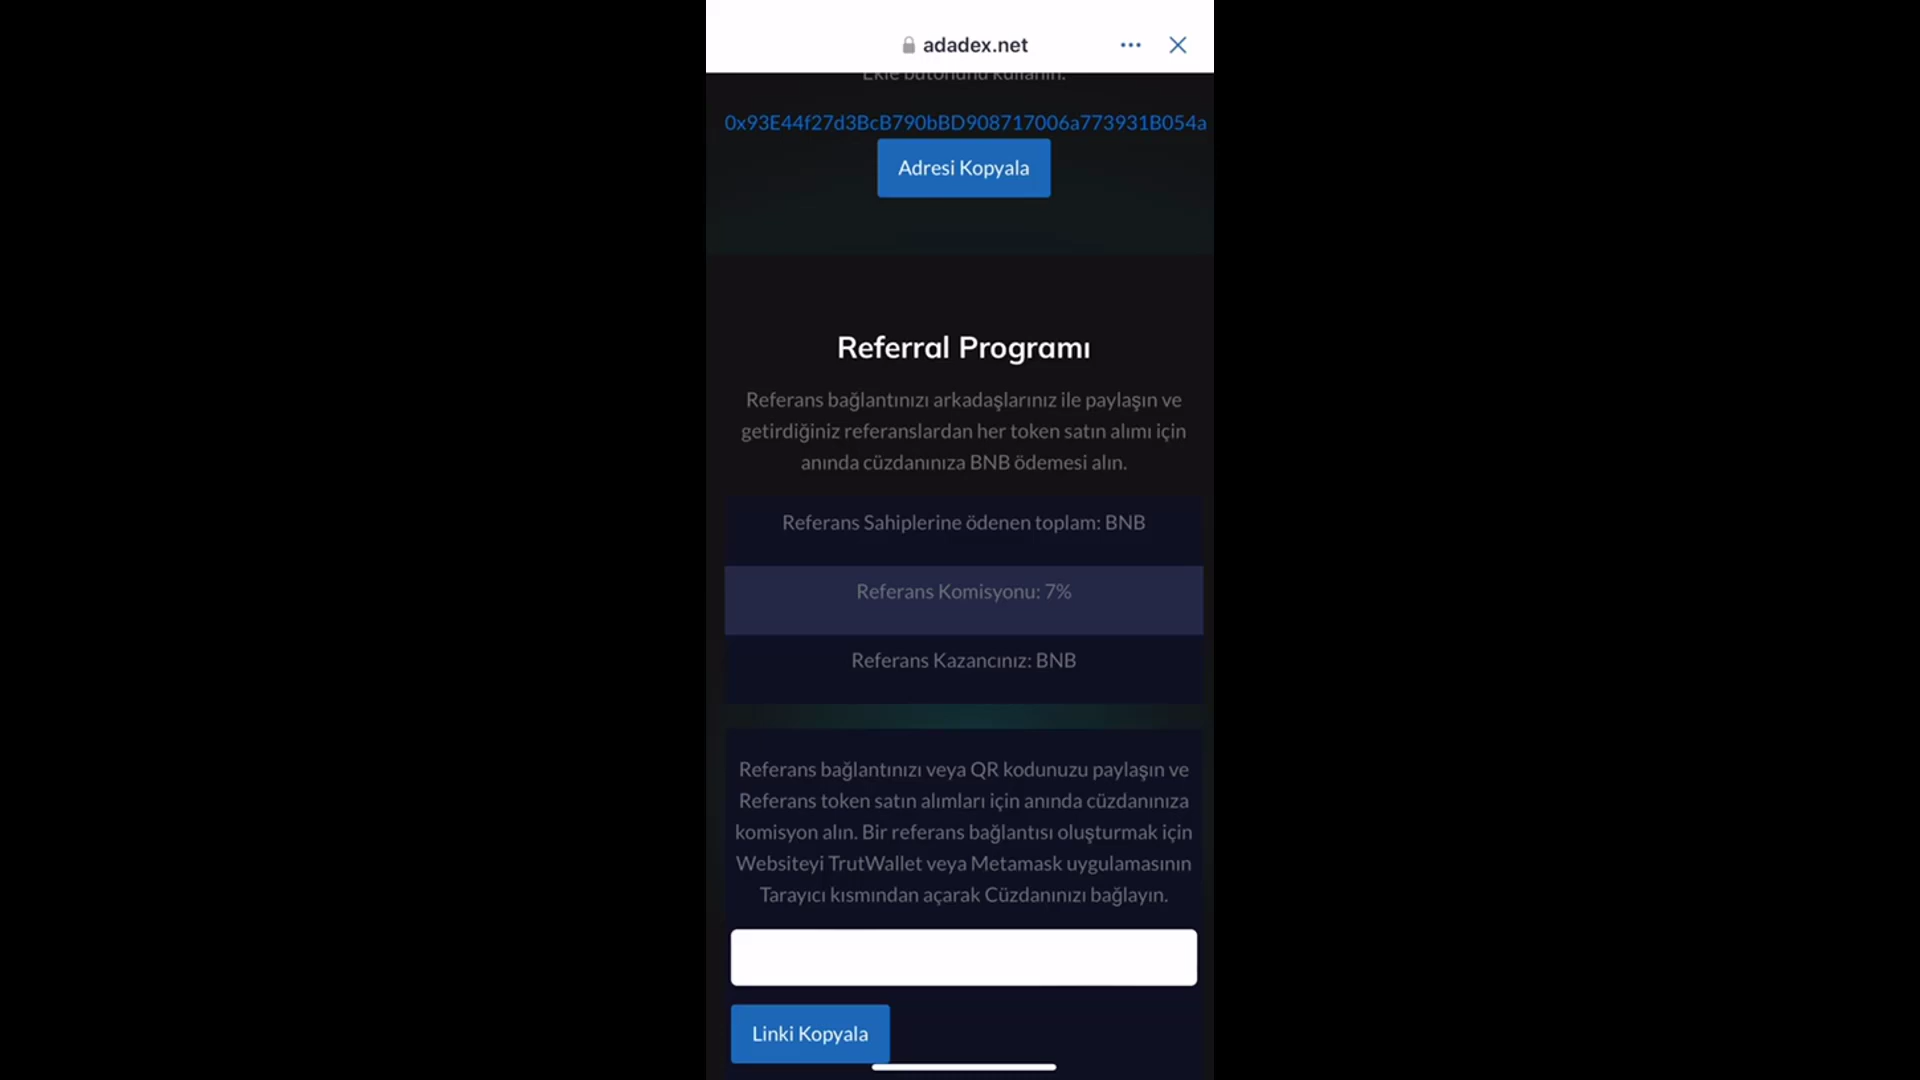 adadex.net
Ekle butonunu kullanın.
0x93E44f27d3BcB790bBD908717006a773931B054a
Adresi Kopyala
Referral Programı
Referans bağlantınızı arkadaşlarınız ile paylaşın ve
getirdiğiniz referanslardan her token satın alımı için
anında cüzdanınıza BNB ödemesi alın.
Referans Sahiplerine ödenen toplam: BNB
Referans Komisyonu: 7%
Referans Kazancınız: BNB
Referans bağlantınızı veya QR kodunuzu paylaşın ve
Referans token satın alımları için anında cüzdanınıza
komisyon alın. Bir referans bağlantısı oluşturmak için
Websiteyi TrutWallet veya Metamask uygulamasının
Tarayıcı kısmından açarak Cüzdanınızı bağlayın.
Linki Kopyala